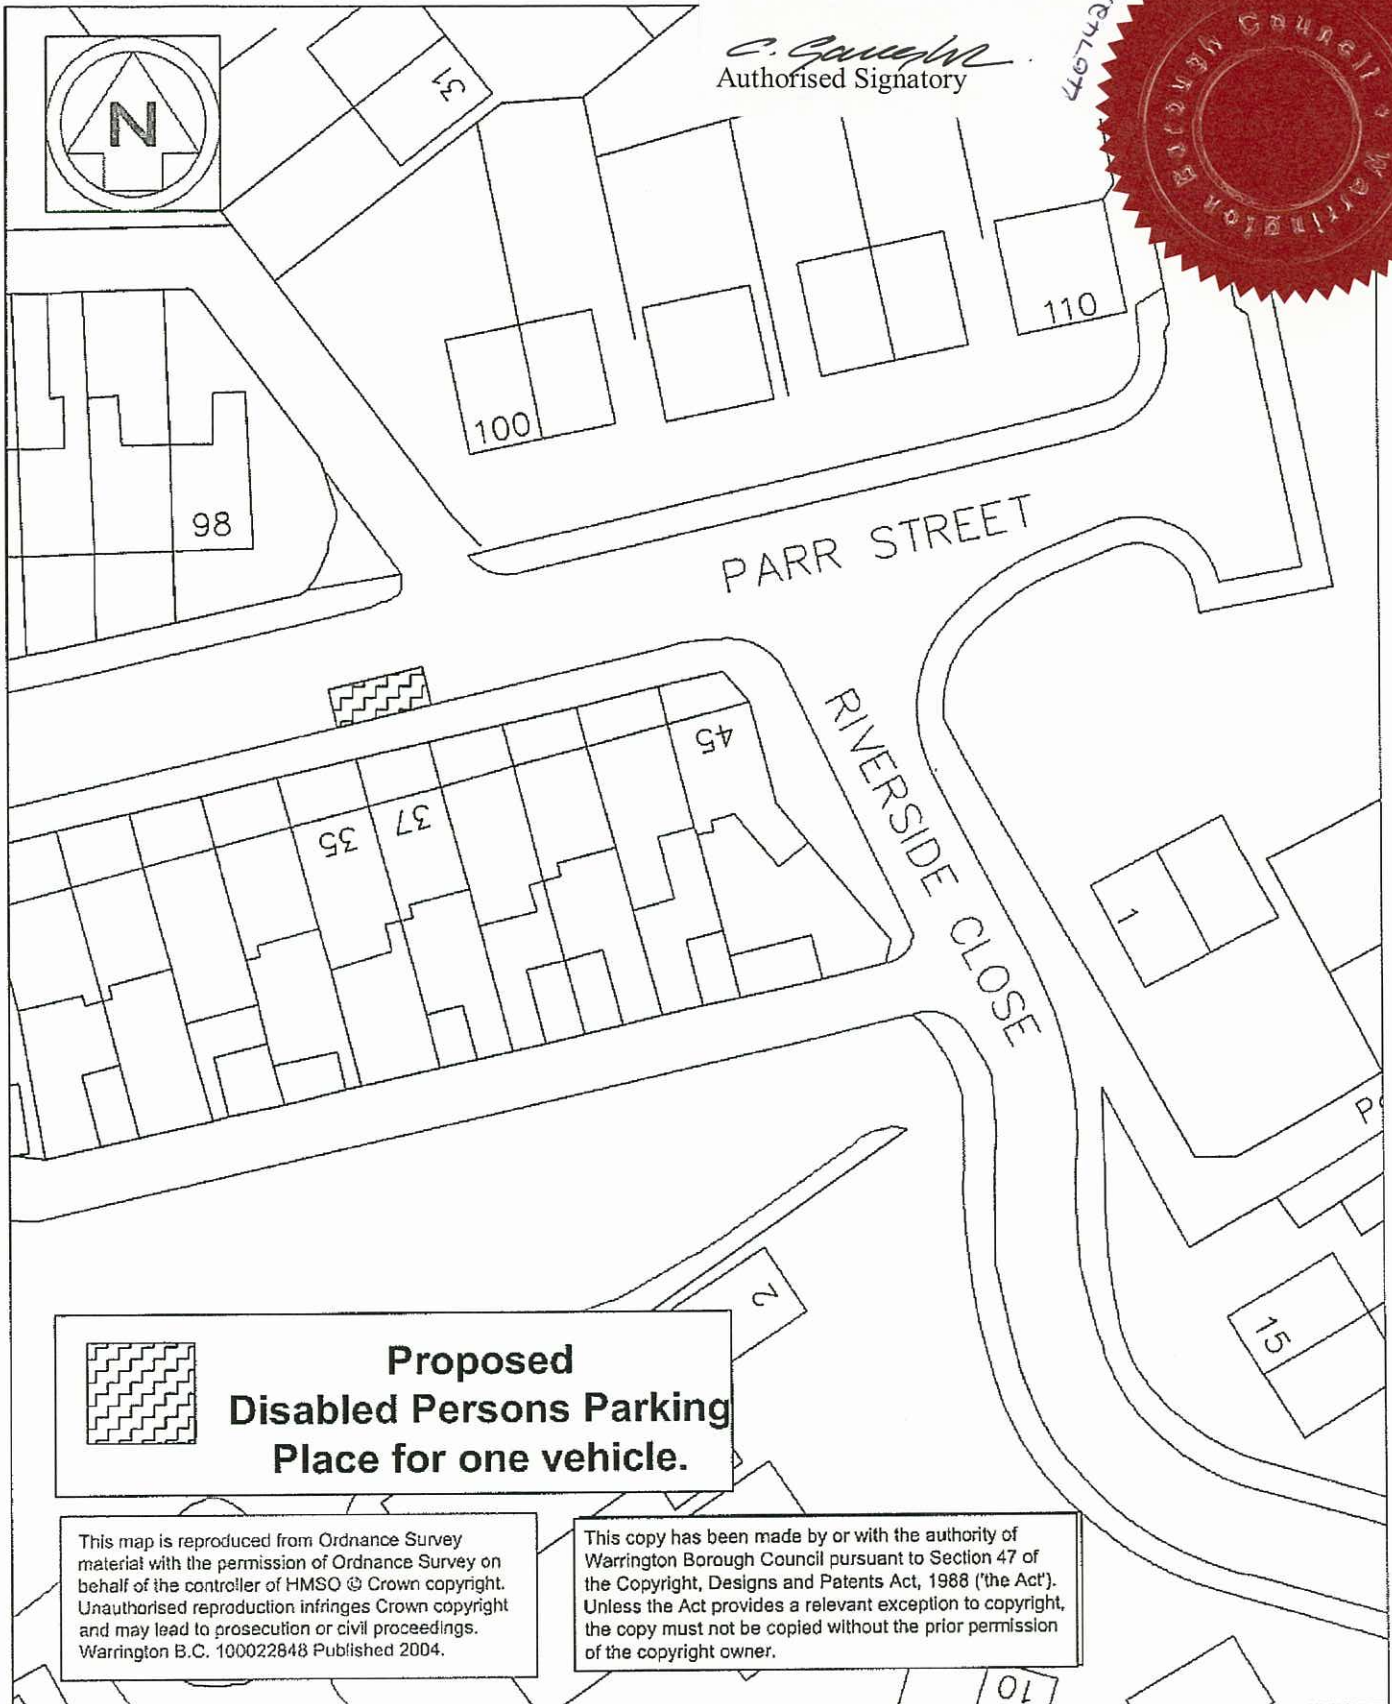 Authorised Signatory
Borough Council
Warrington
N
31
110
100
98
PARR STREET
45
RIVERSIDE CLOSE
37
35
1
2
15
Proposed
Disabled Persons Parking
Place for one vehicle.
This map is reproduced from Ordnance Survey
material with the permission of Ordnance Survey on
behalf of the controller of HMSO © Crown copyright.
Unauthorised reproduction infringes Crown copyright
and may lead to prosecution or civil proceedings.
Warrington B.C. 100022848 Published 2004.
This copy has been made by or with the authority of
Warrington Borough Council pursuant to Section 47 of
the Copyright, Designs and Patents Act, 1988 ('the Act').
Unless the Act provides a relevant exception to copyright,
the copy must not be copied without the prior permission
of the copyright owner.
10